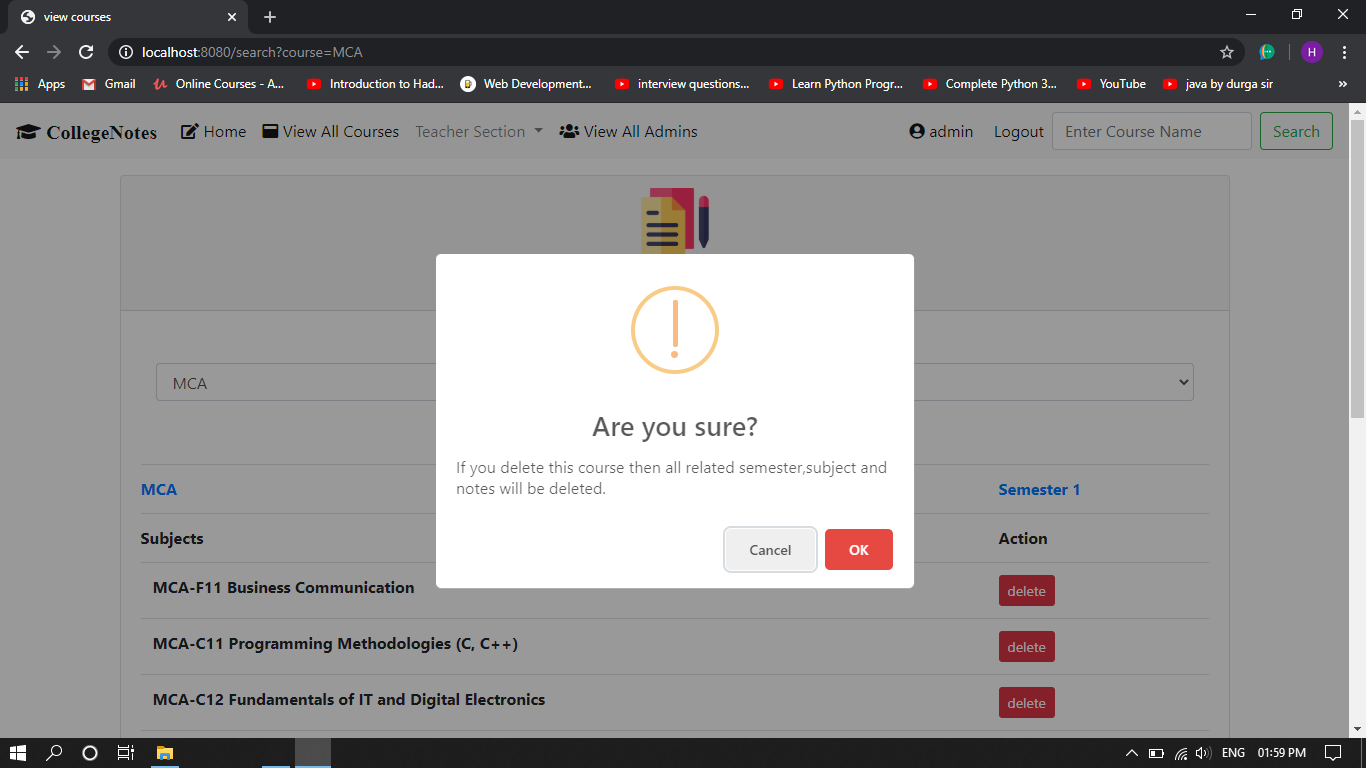 view courses
localhost:8080/search?course=MCA
H
Apps Gmail Online Courses - A... Introduction to Had... Web Development... interview questions... Learn Python Progr... Complete Python 3... YouTube java by durga sir »
CollegeNotes Home View All Courses Teacher Section View All Admins admin Logout Enter Course Name Search
MCA
Are you sure?
If you delete this course then all related semester,subject and
notes will be deleted.
Cancel OK
MCA Semester 1
Subjects Action
MCA-F11 Business Communication delete
MCA-C11 Programming Methodologies (C, C++) delete
MCA-C12 Fundamentals of IT and Digital Electronics delete
ENG 01:59 PM